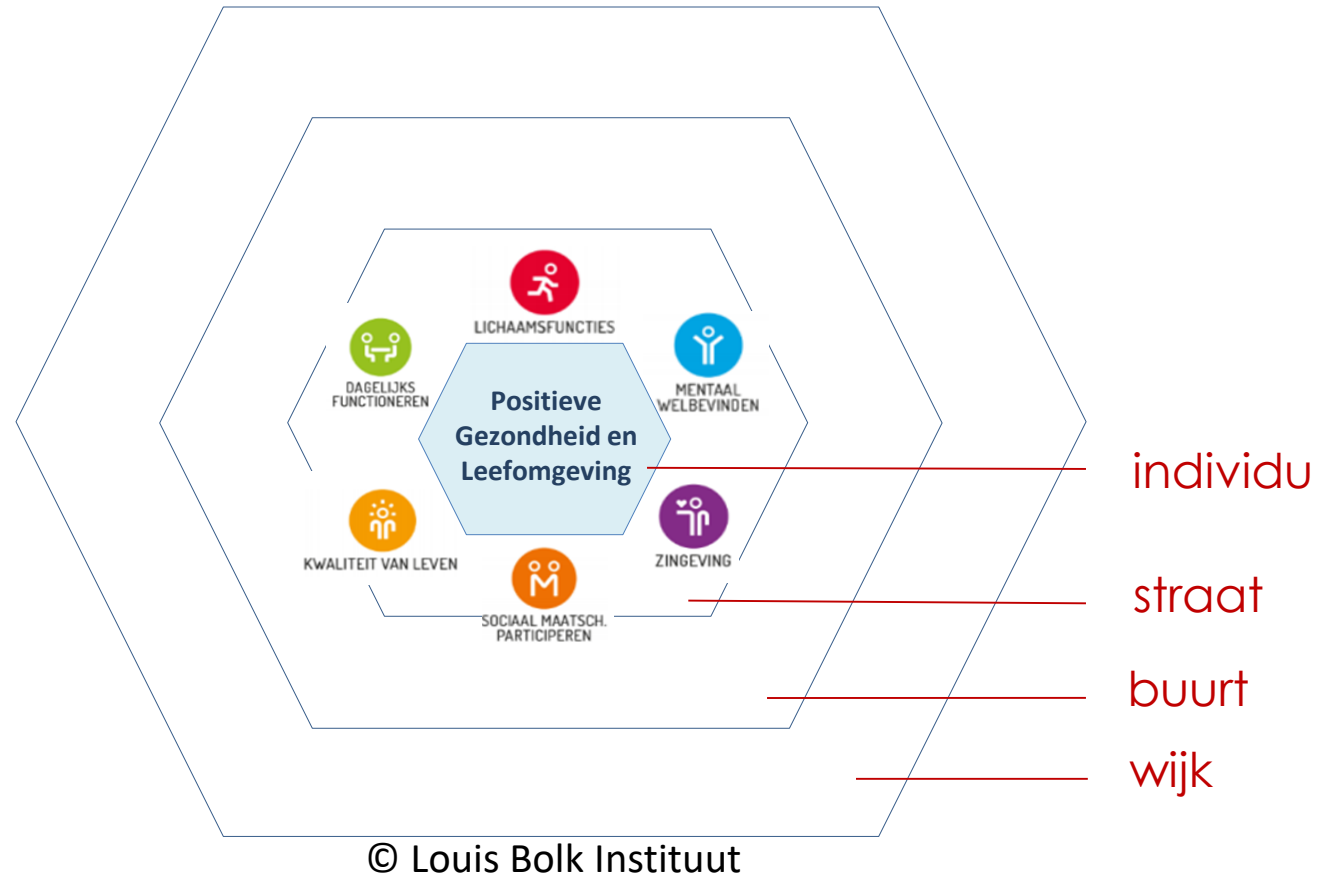 LICHAAMSFUNCTIES
DAGELIJKS
FUNCTIONEREN
MENTAAL
WELBEVINDEN
Positieve
Gezondheid en
Leefomgeving
individu
KWALITEIT VAN LEVEN
ZINGEVING
SOCIAAL MAATSCH.
PARTICIPEREN
straat
buurt
wijk
© Louis Bolk Instituut